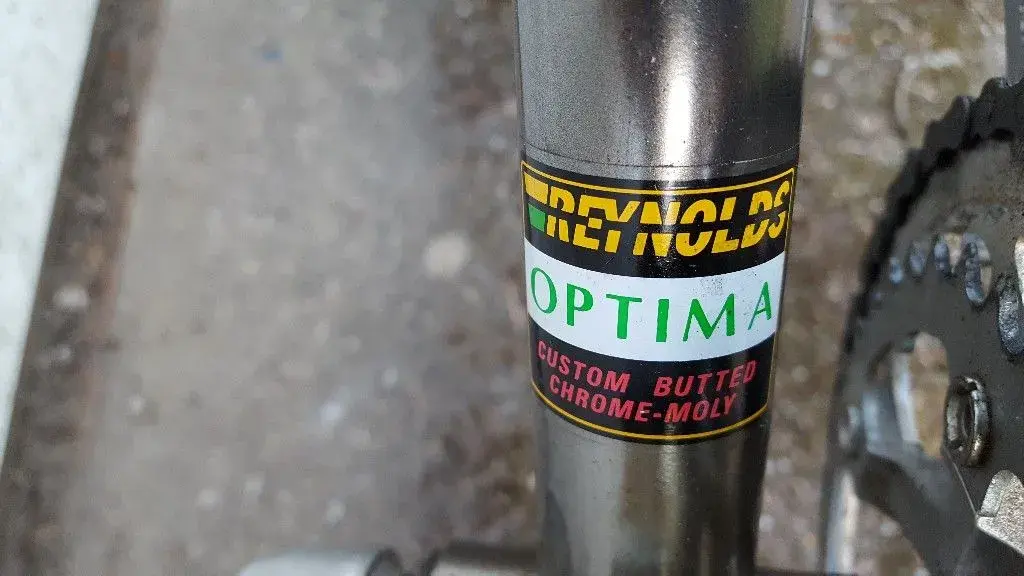 REYNOLDS
OPTIMA
CUSTOM BUTTED
CHROME-MOLY